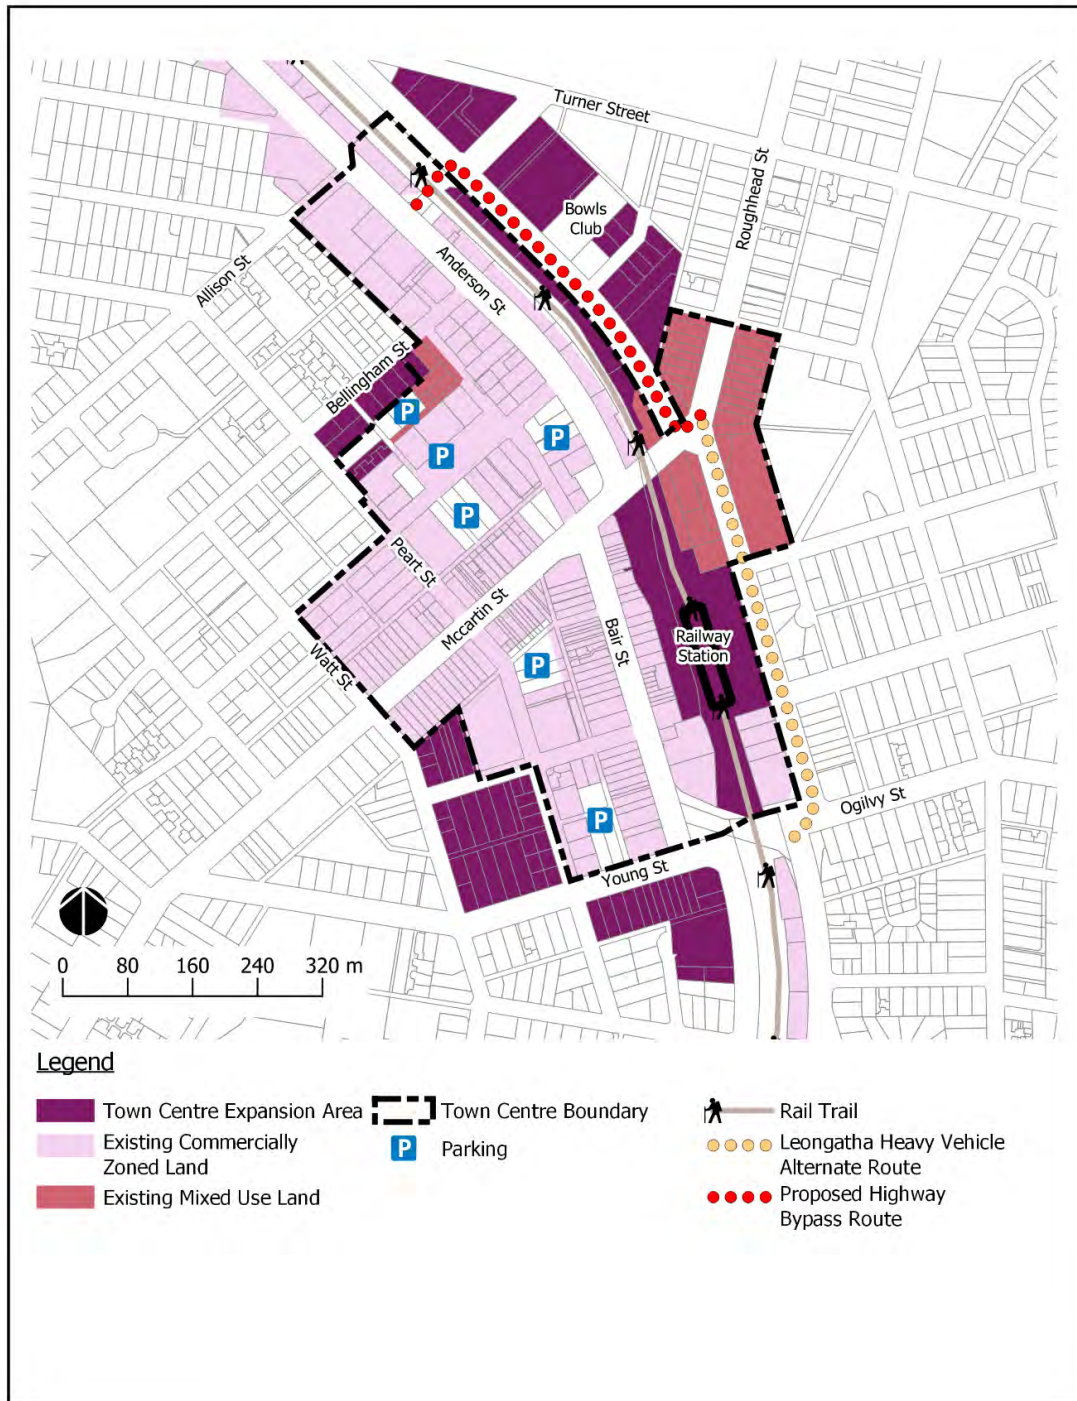 Turner Street
Roughhead St
Bowls
Club
Allison St
Anderson St
Bellingham St
P
P
P
P
Peart St
Mccartin St
Bair St
Railway
Station
P
Watt St
Ogilvy St
P
Young St
0 80 160 240 320 m
Legend
Town Centre Expansion Area
Existing Commercially
Zoned Land
Existing Mixed Use Land
Town Centre Boundary
P Parking
Rail Trail
Leongatha Heavy Vehicle
Alternate Route
Proposed Highway
Bypass Route